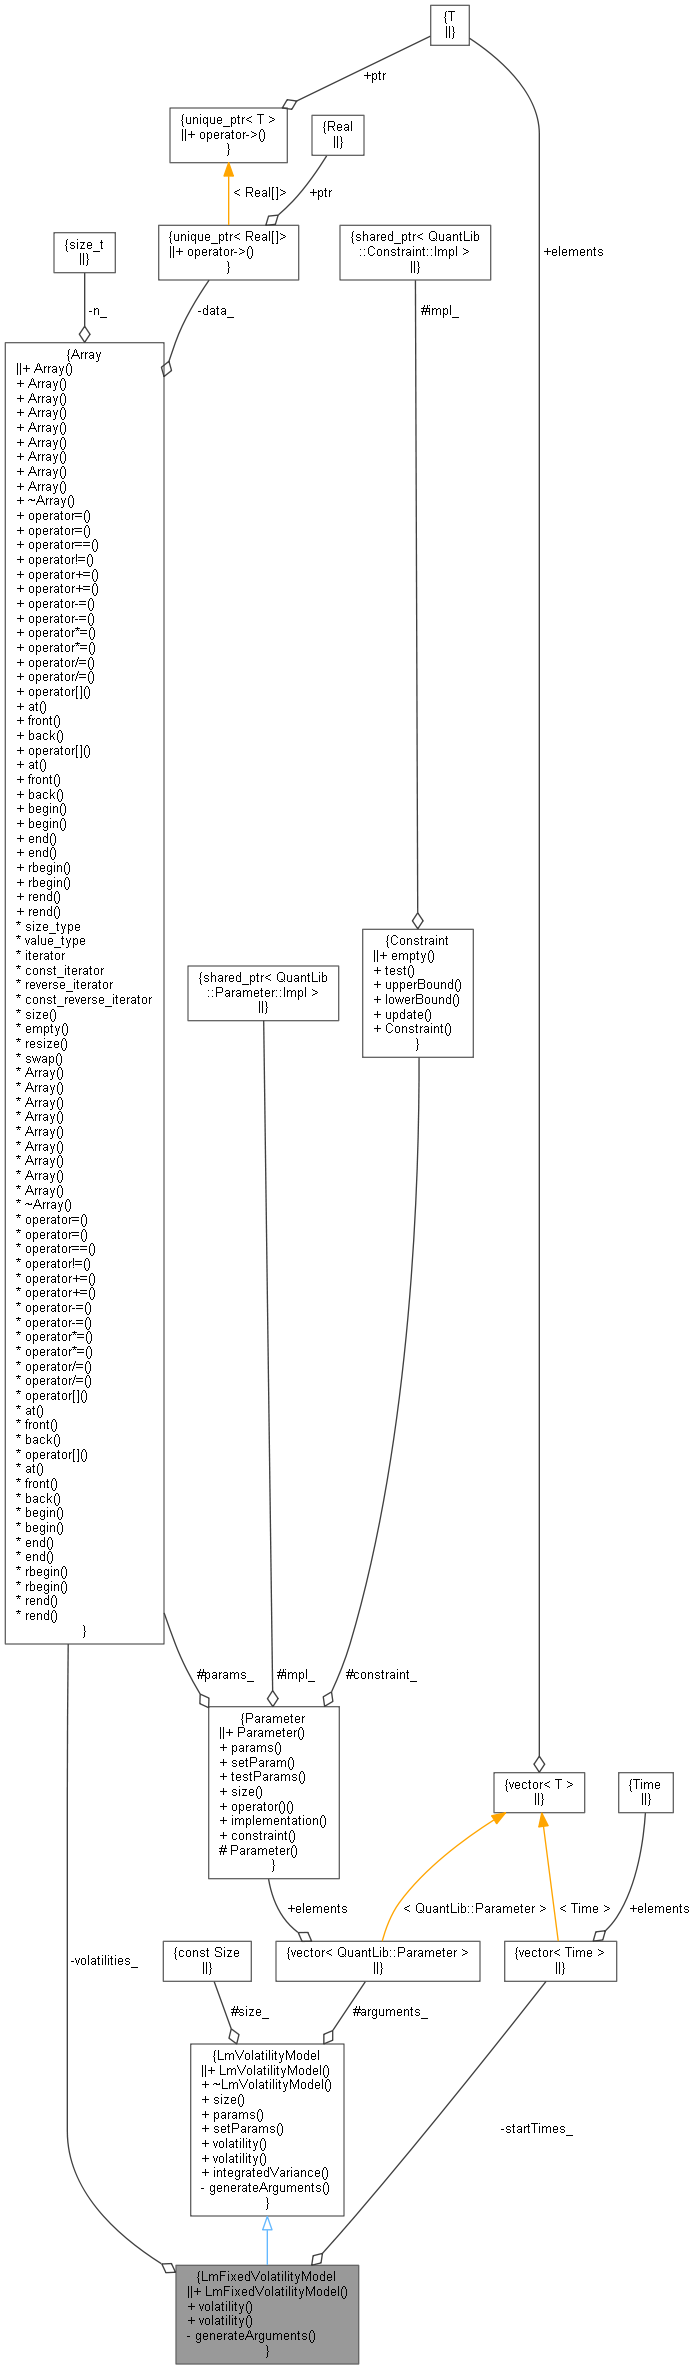 {T
||}
+ptr
{unique_ptr< T >
||+ operator->()
}
{Real
||}
< Real[]>
+ptr
+elements
{size_t
||}
{unique_ptr< Real[]>
||+ operator->()
}
{shared_ptr< QuantLib
::Constraint::Impl >
||}
-n_
-data_
#impl_
{Array
||+ Array()
+ Array()
+ Array()
+ Array()
+ Array()
+ Array()
+ Array()
+ Array()
+ Array()
+ ~Array()
+ operator=()
+ operator=()
+ operator==()
+ operator!=()
+ operator+=()
+ operator+=()
+ operator-=()
+ operator-=()
+ operator*=()
+ operator*=()
+ operator/=()
+ operator/=()
+ operator[]()
+ at()
+ front()
+ back()
+ operator[]()
+ at()
+ front()
+ back()
+ begin()
+ begin()
+ end()
+ end()
+ rbegin()
+ rbegin()
+ rend()
+ rend()
* size_type
* value_type
* iterator
* const_iterator
* reverse_iterator
* const_reverse_iterator
* size()
* empty()
* resize()
* swap()
* Array()
* Array()
* Array()
* Array()
* Array()
* Array()
* Array()
* Array()
* Array()
* ~Array()
* operator=()
* operator=()
* operator==()
* operator!=()
* operator+=()
* operator+=()
* operator-=()
* operator-=()
* operator*=()
* operator*=()
* operator/=()
* operator/=()
* operator[]()
* at()
* front()
* back()
* operator[]()
* at()
* front()
* back()
* begin()
* begin()
* end()
* end()
* rbegin()
* rbegin()
* rend()
* rend()
}
{Constraint
||+ empty()
+ test()
+ upperBound()
+ lowerBound()
+ update()
+ Constraint()
}
{shared_ptr< QuantLib
::Parameter::Impl >
||}
#params_
#impl_
#constraint_
{Parameter
||+ Parameter()
+ params()
+ setParam()
+ testParams()
+ size()
+ operator()()
+ implementation()
+ constraint()
# Parameter()
}
{vector< T >
||}
{Time
||}
+elements
< QuantLib::Parameter >
< Time >
+elements
{const Size
||}
{vector< QuantLib::Parameter >
||}
{vector< Time >
||}
-volatilities_
#size_
#arguments_
{LmVolatilityModel
||+ LmVolatilityModel()
+ ~LmVolatilityModel()
+ size()
+ params()
+ setParams()
+ volatility()
+ volatility()
+ integratedVariance()
- generateArguments()
}
-startTimes_
{LmFixedVolatilityModel
||+ LmFixedVolatilityModel()
+ volatility()
+ volatility()
- generateArguments()
}